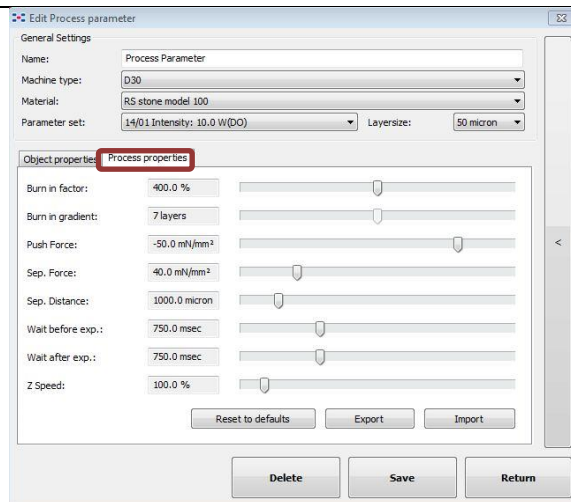 Edit Process parameter
General Settings
Name: Process Parameter
Machine type: D30
Material: RS stone model 100
Parameter set: 14/01 Intensity: 10.0 W(DO) Layersize: 50 micron
Object properties Process properties
Burn in factor: 400.0 %
Burn in gradient: 7 layers
Push Force: -50.0 mN/mm²
Sep. Force: 40.0 mN/mm²
Sep. Distance: 1000.0 micron
Wait before exp.: 750.0 msec
Wait after exp.: 750.0 msec
Z Speed: 100.0 %
Reset to defaults Export Import
Delete Save Return
<